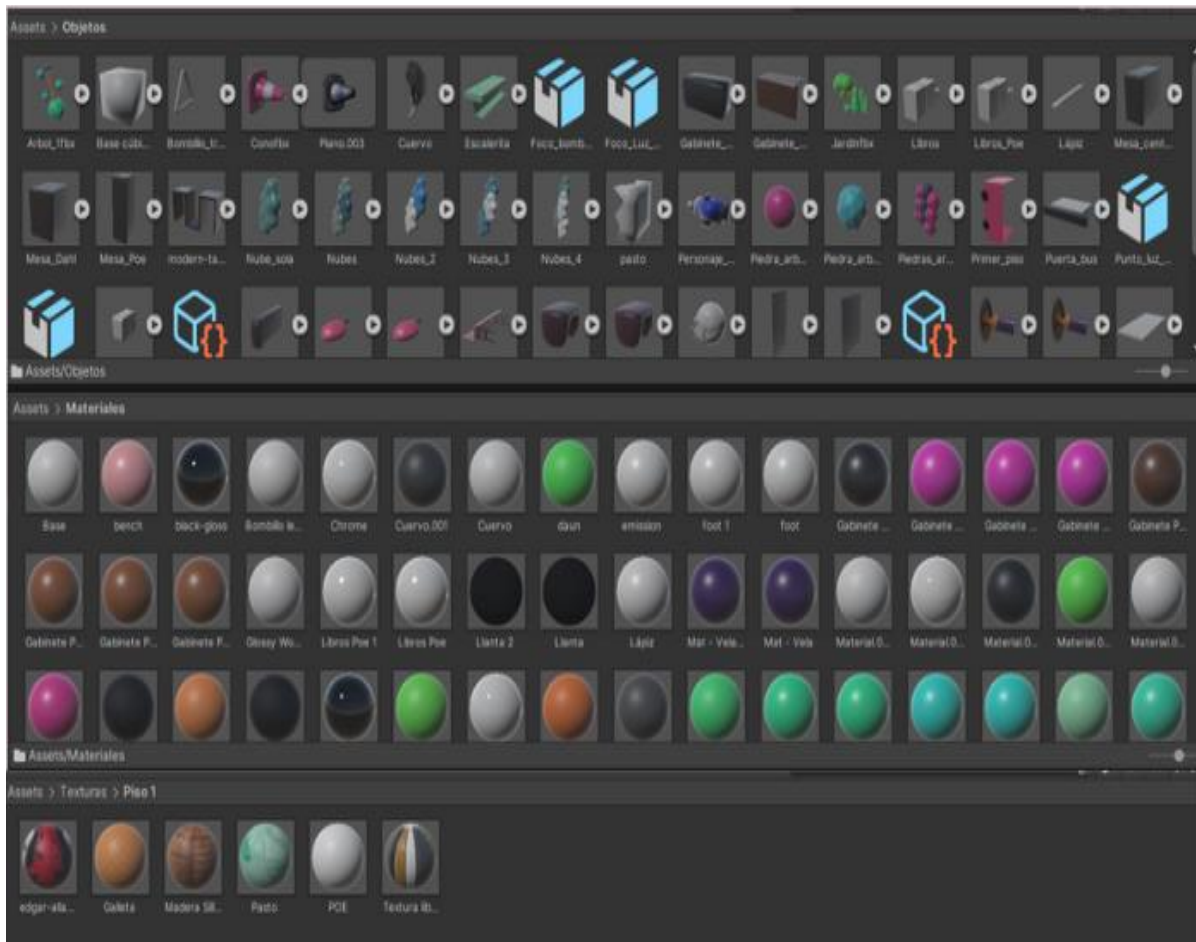 Assets > Objetos
Arbol_1fbx Base cúbi... Bombillo_tr... Conofbx Plano.003 Cuervo Escalerita Foco_bomb... Foco_Luz_... Gabinete_... Gabinete_... Jardinfbx Libros Libros_Poe Lápiz Mesa_cent...
Mesa_Dahl Mesa_Poe modern-ta... Nube_sola Nubes Nubes_2 Nubes_3 Nubes_4 pasto Personaje_... Piedra_arb... Piedra_arb... Piedras_ar... Primer_piso Puerta_bus Punto_luz_...
Assets/Objetos
Assets > Materiales
Base bench black-gloss Bombillo le... Chrome Cuervo.001 Cuervo daun emission foot 1 foot Gabinete ... Gabinete ... Gabinete ... Gabinete ... Gabinete P...
Gabinete P... Gabinete P... Gabinete P... Glossy Wo... Libros Poe 1 Libros Poe Llanta 2 Llanta Lápiz Mat - Vela... Mat - Vela Material.0... Material.0... Material.0... Material.0... Material.0...
Assets/Materiales
Assets > Texturas > Piso 1
edgar-alla... Galleta Madera Sill... Pasto POE Textura lib...